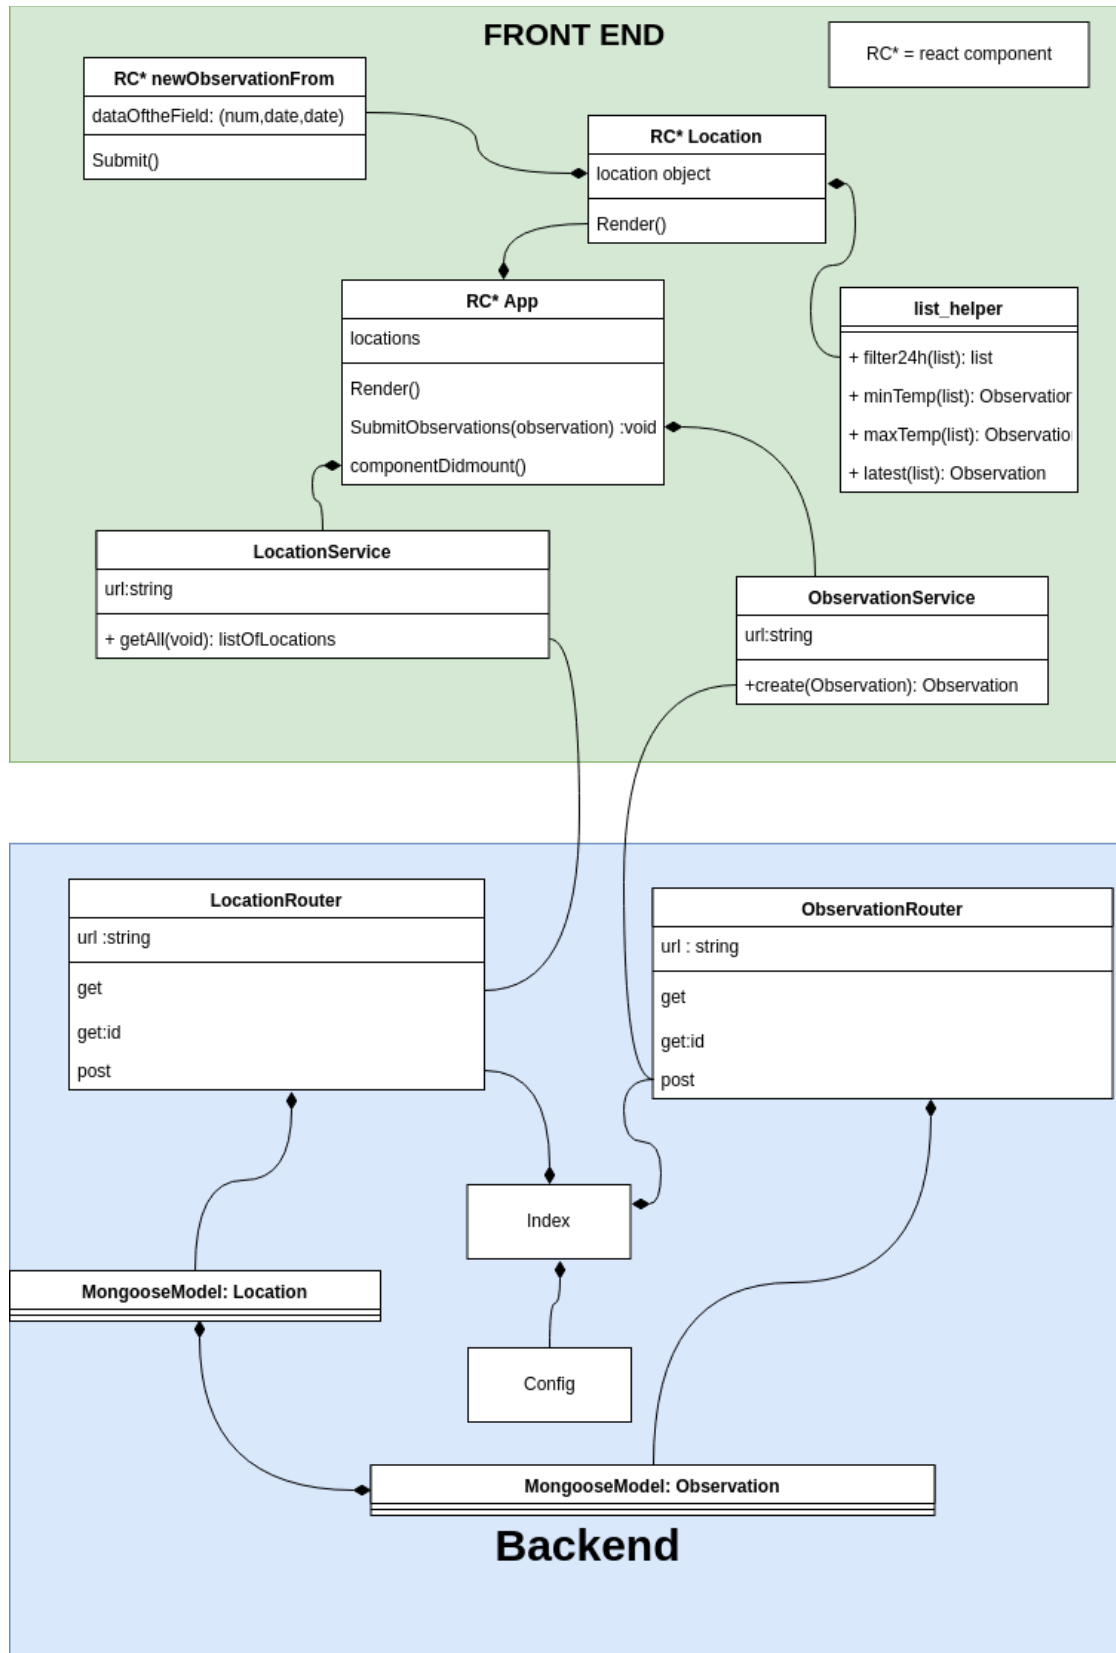 FRONT END
RC* = react component
RC* newObservationFrom
dataOftheField: (num,date,date)
Submit()
RC* Location
location object
Render()
RC* App
locations
Render()
SubmitObservations(observation) :void
componentDidmount()
list_helper
+ filter24h(list): list
+ minTemp(list): Observation
+ maxTemp(list): Observatio
+ latest(list): Observation
LocationService
url:string
+ getAll(void): listOfLocations
ObservationService
url:string
+create(Observation): Observation
LocationRouter
url :string
get
get:id
post
ObservationRouter
url : string
get
get:id
post
Index
MongooseModel: Location
Config
MongooseModel: Observation
Backend